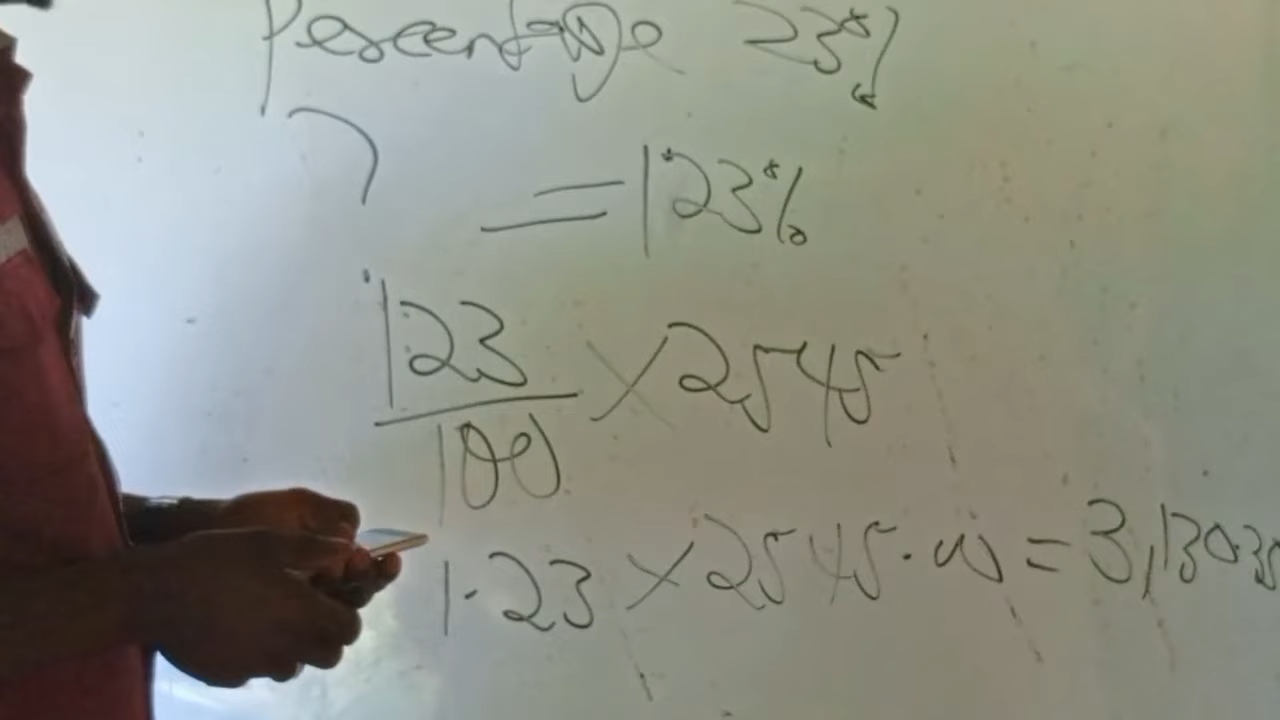 Percentage 23%
= 123%
123
100
× 2545
1.23 × 2545.00 = 3,130.35